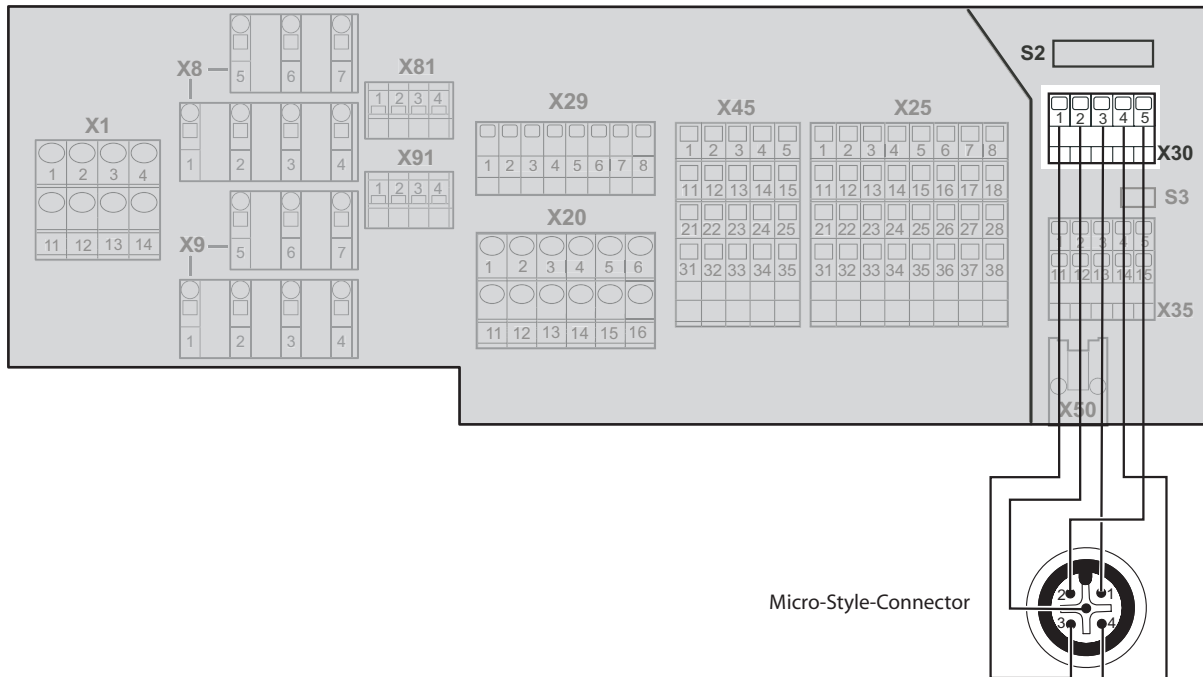 S2
X8
5 6 7
X81
1 2 3 4
X29
X45
X25
1 2 3 4 5
X30
X1
1 2 3 4
1 2 3 4
1 2 3 4 5 6 7 8
1 2 3 4 5
1 2 3 4 5 6 7 8
X91
1 2 3 4
11 12 13 14 15
11 12 13 14 15 16 17 18
S3
11 12 13 14
X9
5 6 7
X20
1 2 3 4 5 6
21 22 23 24 25
21 22 23 24 25 26 27 28
1 2 3 4 5
31 32 33 34 35
31 32 33 34 35 36 37 38
11 12 13 14 15
X35
1 2 3 4
11 12 13 14 15 16
X50
Micro-Style-Connector
2 1
3 4